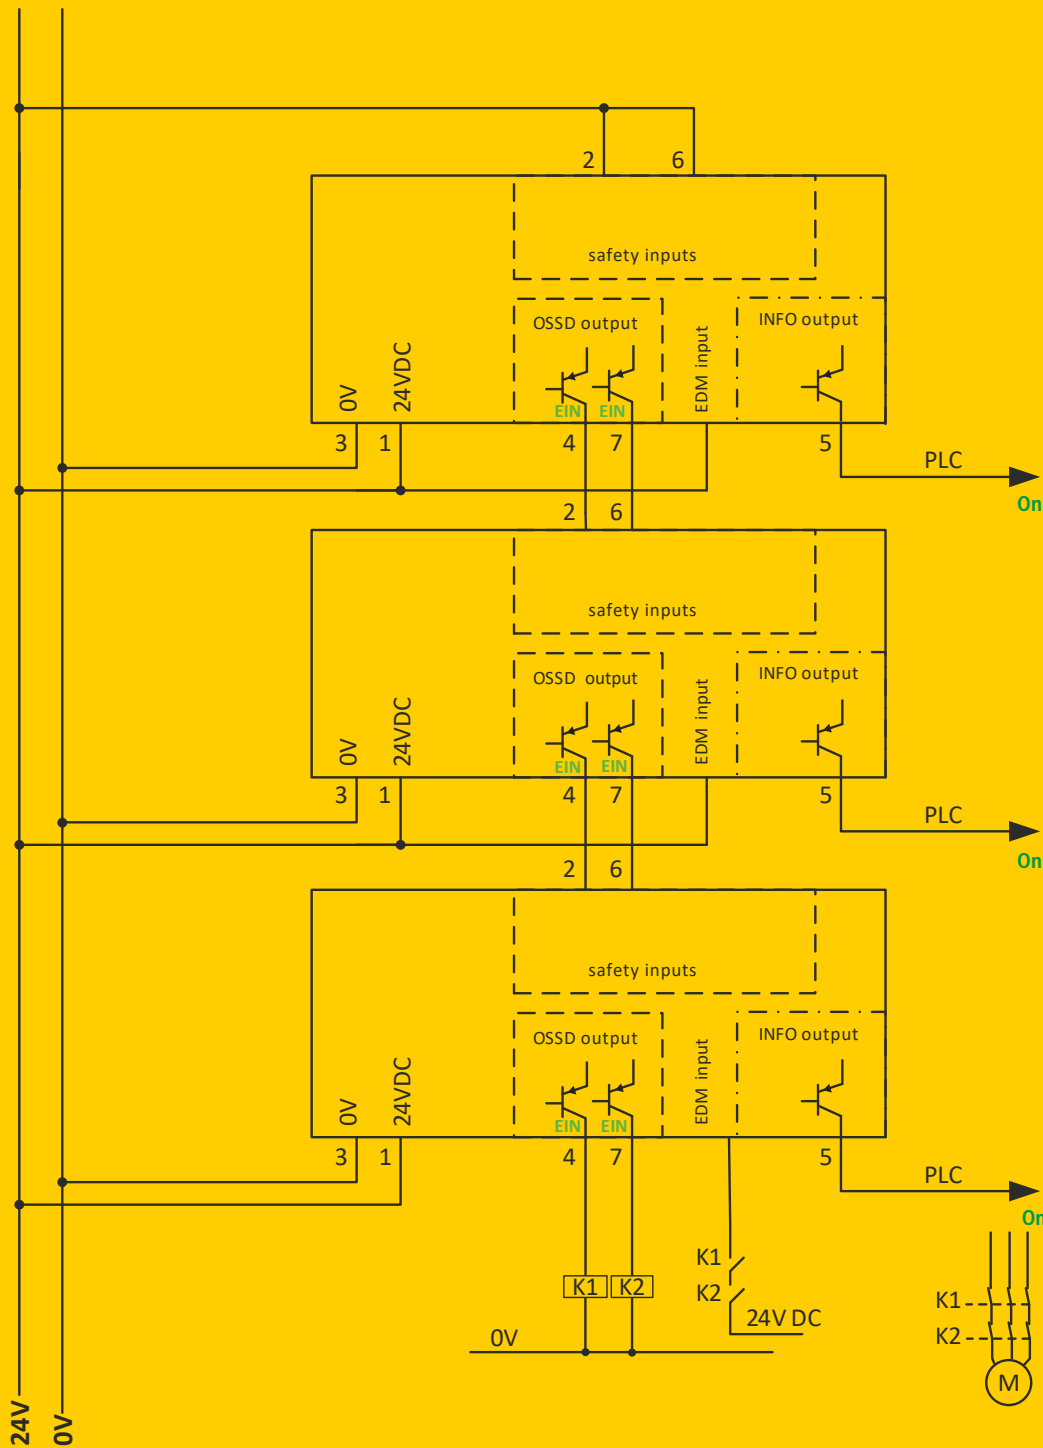 2 6
safety inputs
OSSD output
EDM input
INFO output
0V
24VDC
EIN EIN
3 1 4 7 5
PLC
On
2 6
safety inputs
OSSD output
EDM input
INFO output
0V
24VDC
EIN EIN
3 1 4 7 5
PLC
On
2 6
safety inputs
OSSD output
EDM input
INFO output
0V
24VDC
EIN EIN
3 1 4 7 5
PLC
On
K1 K2
K1
K2
24V DC
0V
K1
K2
M
24V
0V